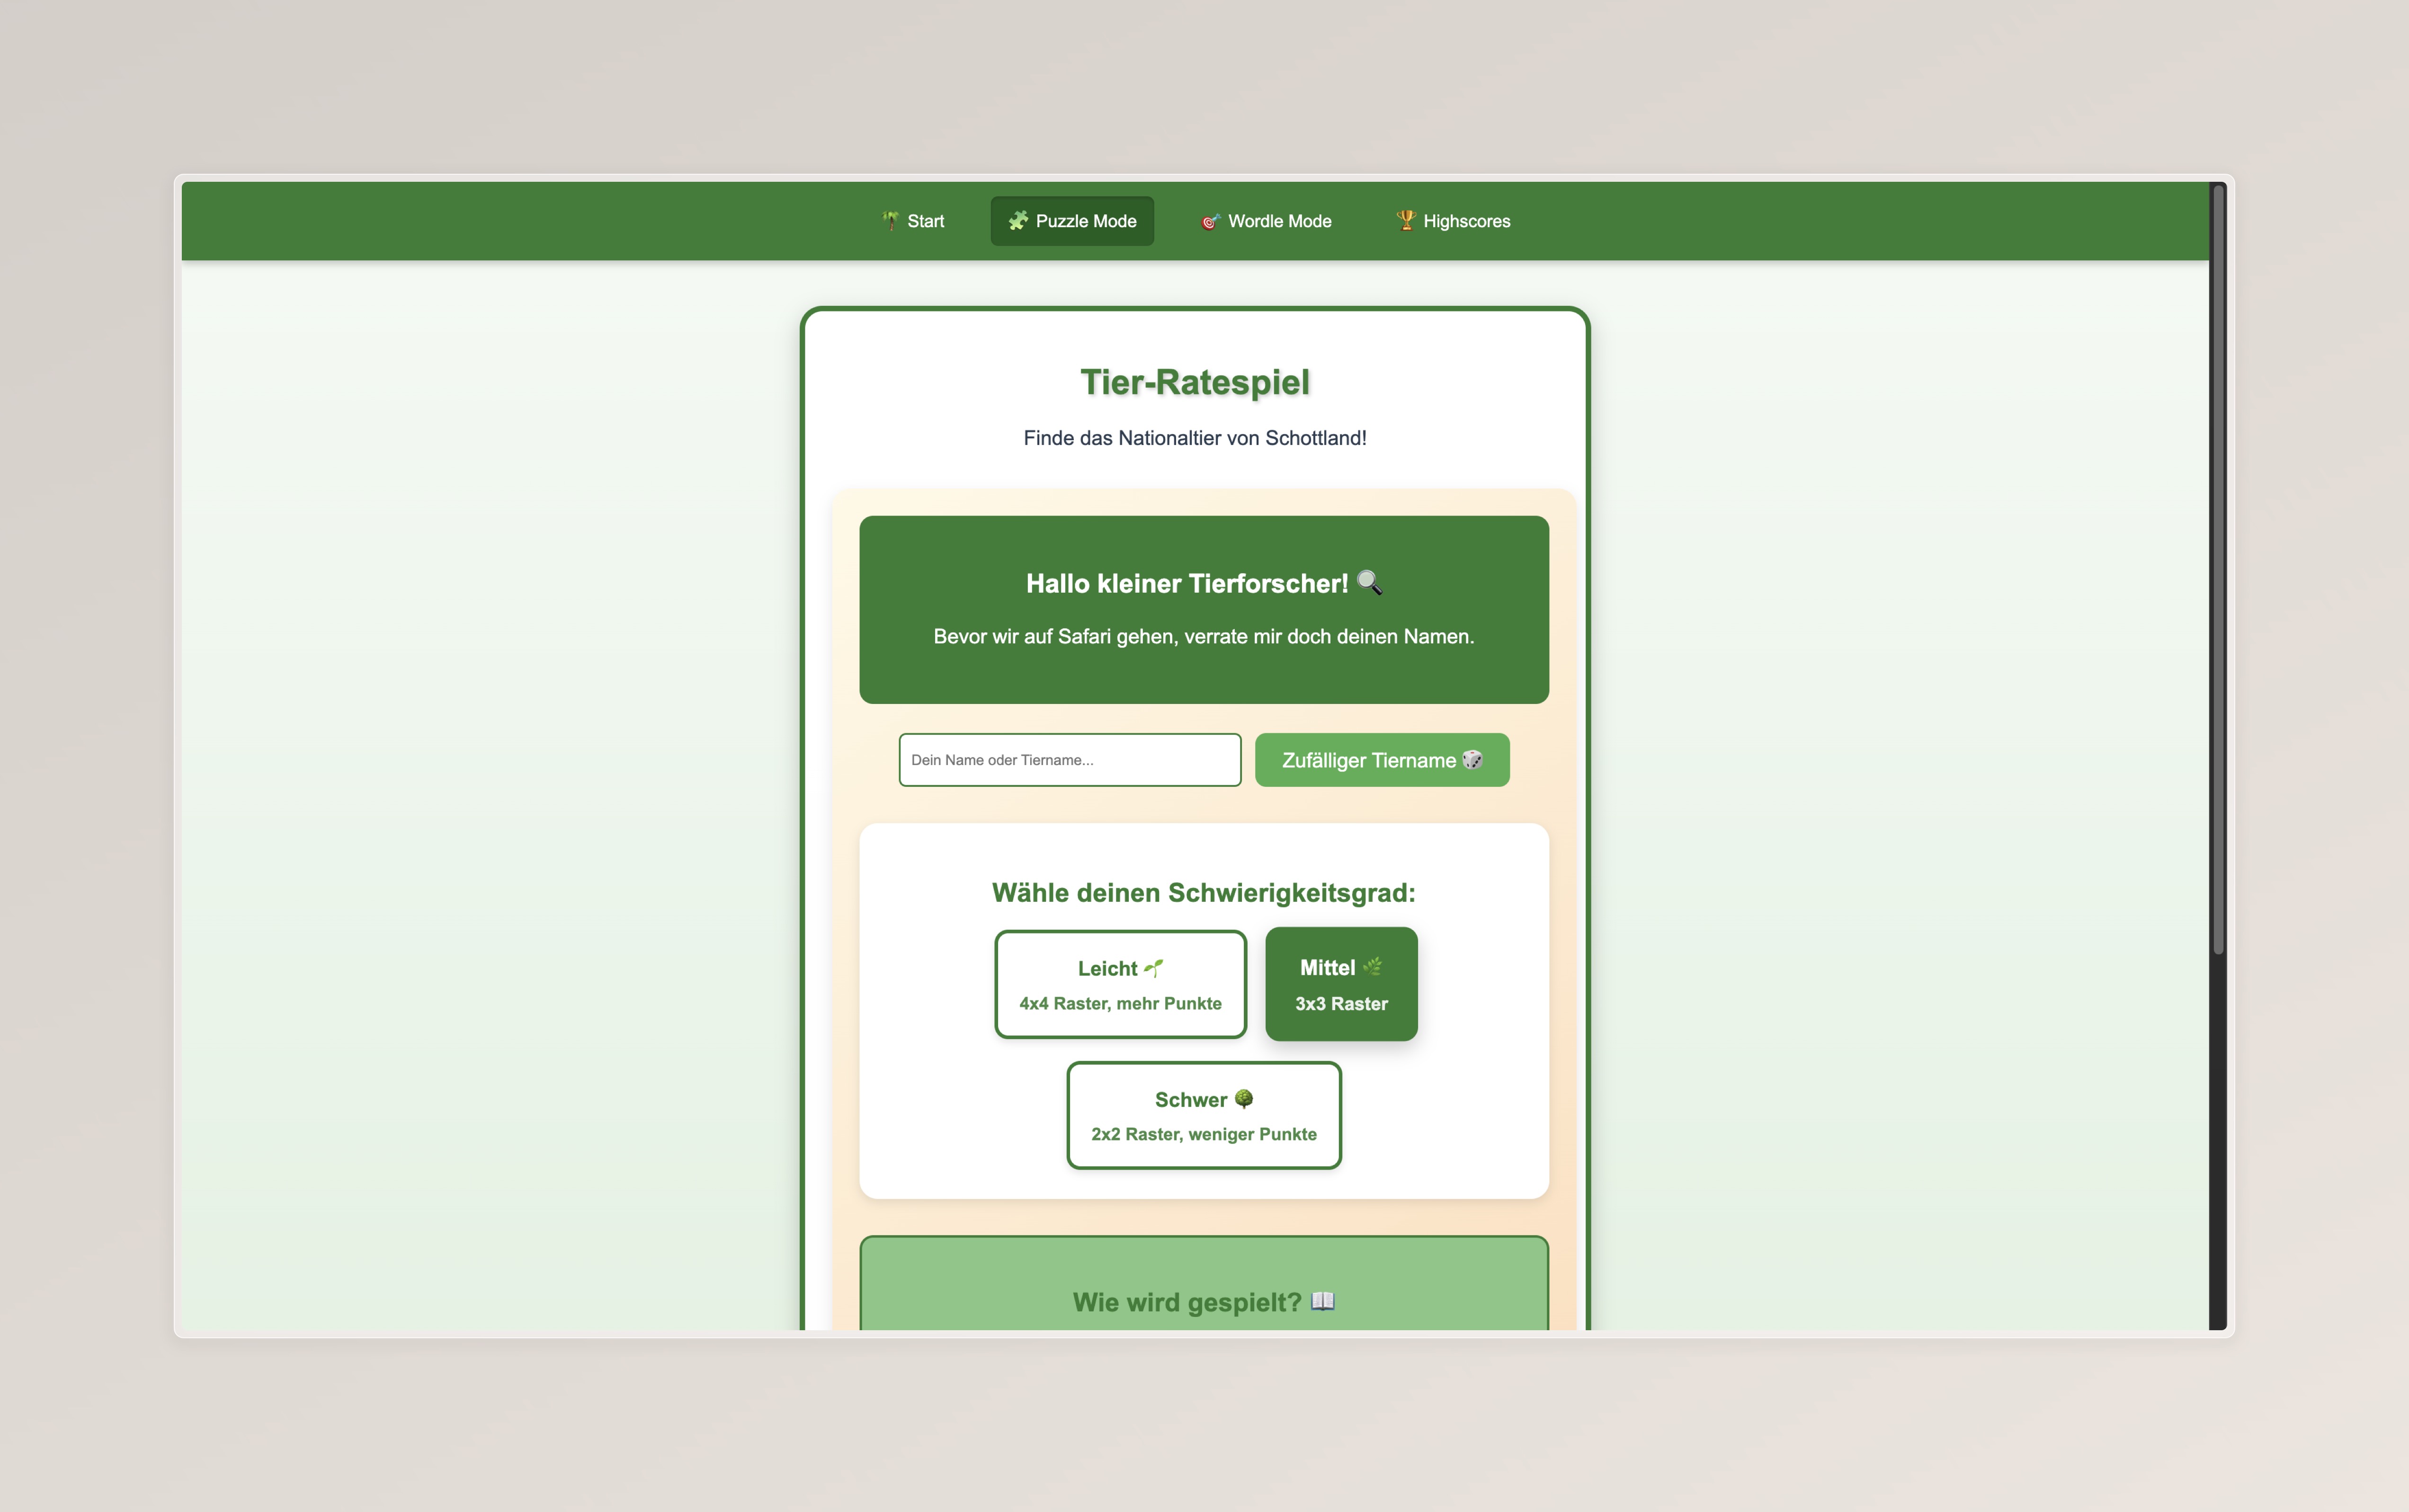 🌴 Start
🧩 Puzzle Mode
🎯 Wordle Mode
🏆 Highscores
Tier-Ratespiel
Finde das Nationaltier von Schottland!
Hallo kleiner Tierforscher! 🔍
Bevor wir auf Safari gehen, verrate mir doch deinen Namen.
Dein Name oder Tiername...
Zufälliger Tiername 🎲
Wähle deinen Schwierigkeitsgrad:
Leicht 🌱
4x4 Raster, mehr Punkte
Mittel 🌿
3x3 Raster
Schwer 🌳
2x2 Raster, weniger Punkte
Wie wird gespielt? 📖